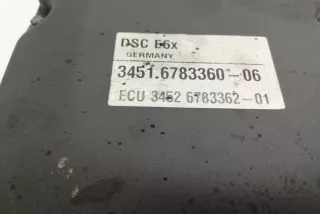 DSC E6x
GERMANY
3451.6783360-06
ECU 3452 6783362-01